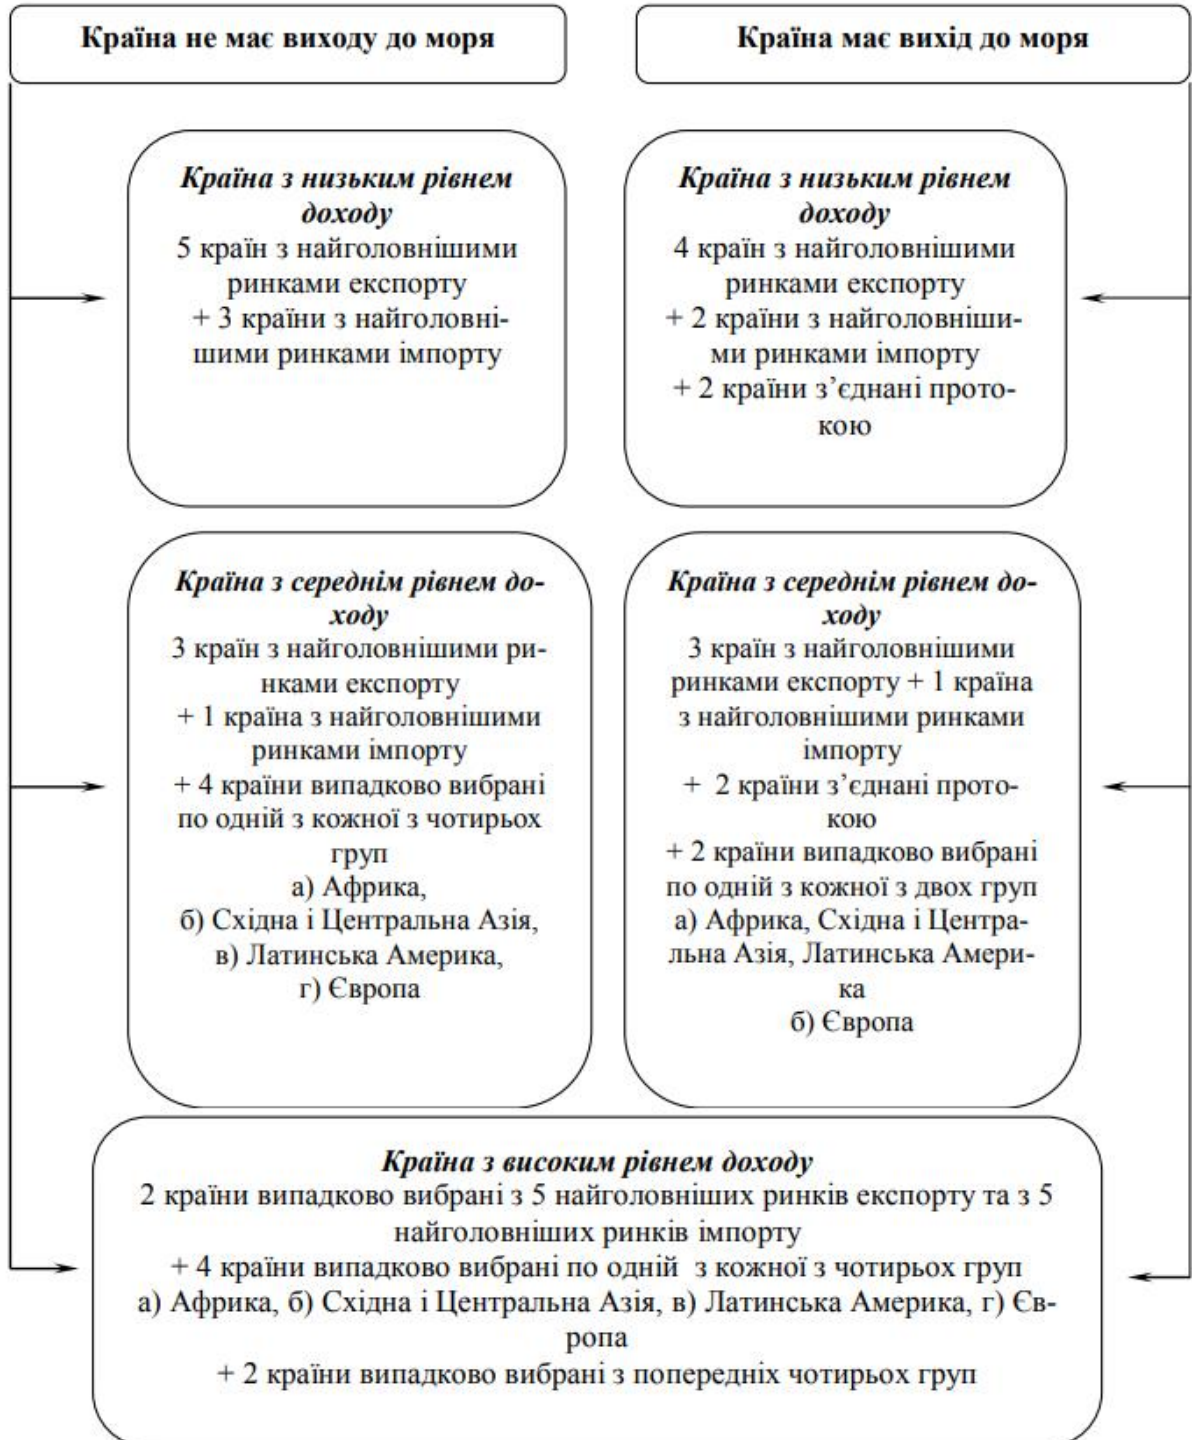 Країна не має виходу до моря
Країна має вихід до моря
Країна з низьким рівнем
доходу
5 країн з найголовнішими
ринками експорту
+ 3 країни з найголовні-
шими ринками імпорту
Країна з низьким рівнем
доходу
4 країн з найголовнішими
ринками експорту
+ 2 країни з найголовніши-
ми ринками імпорту
+ 2 країни з’єднані прото-
кою
Країна з середнім рівнем до-
ходу
3 країн з найголовнішими ри-
нками експорту
+ 1 країна з найголовнішими
ринками імпорту
+ 4 країни випадково вибрані
по одній з кожної з чотирьох
груп
а) Африка,
б) Східна і Центральна Азія,
в) Латинська Америка,
г) Європа
Країна з середнім рівнем до-
ходу
3 країн з найголовнішими
ринками експорту + 1 країна
з найголовнішими ринками
імпорту
+ 2 країни з’єднані прото-
кою
+ 2 країни випадково вибрані
по одній з кожної з двох груп
а) Африка, Східна і Центра-
льна Азія, Латинська Амери-
ка
б) Європа
Країна з високим рівнем доходу
2 країни випадково вибрані з 5 найголовніших ринків експорту та з 5
найголовніших ринків імпорту
+ 4 країни випадково вибрані по одній з кожної з чотирьох груп
а) Африка, б) Східна і Центральна Азія, в) Латинська Америка, г) Єв-
ропа
+ 2 країни випадково вибрані з попередніх чотирьох груп